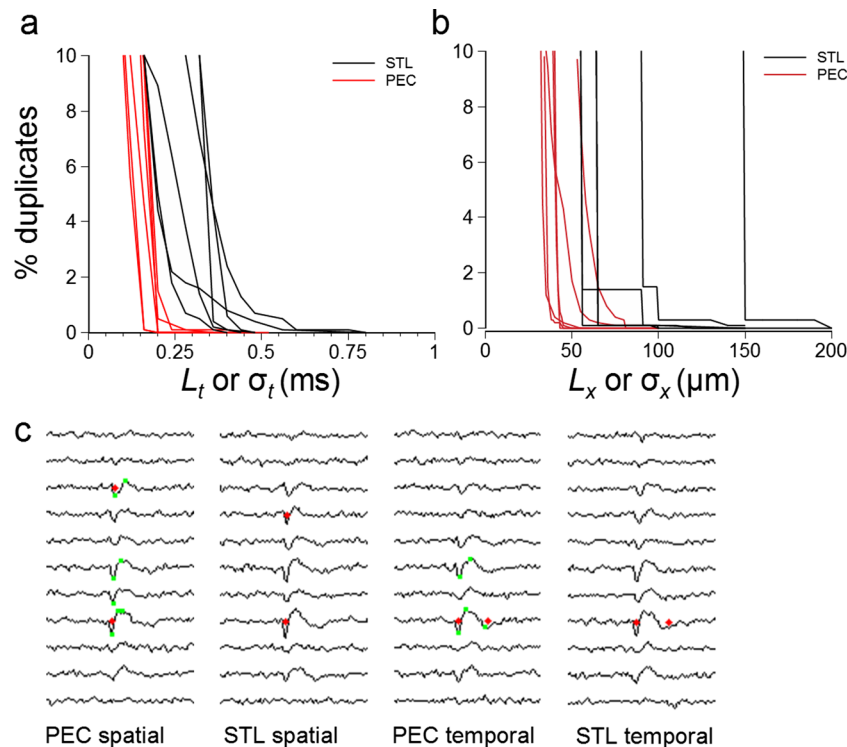 a
b
% duplicates
10
8
6
4
2
0
STL
PEC
0
0.25
0.5
0.75
1
L_t or σ_t (ms)
10
8
6
4
2
0
STL
PEC
0
50
100
150
200
L_x or σ_x (µm)
c
PEC spatial
STL spatial
PEC temporal
STL temporal